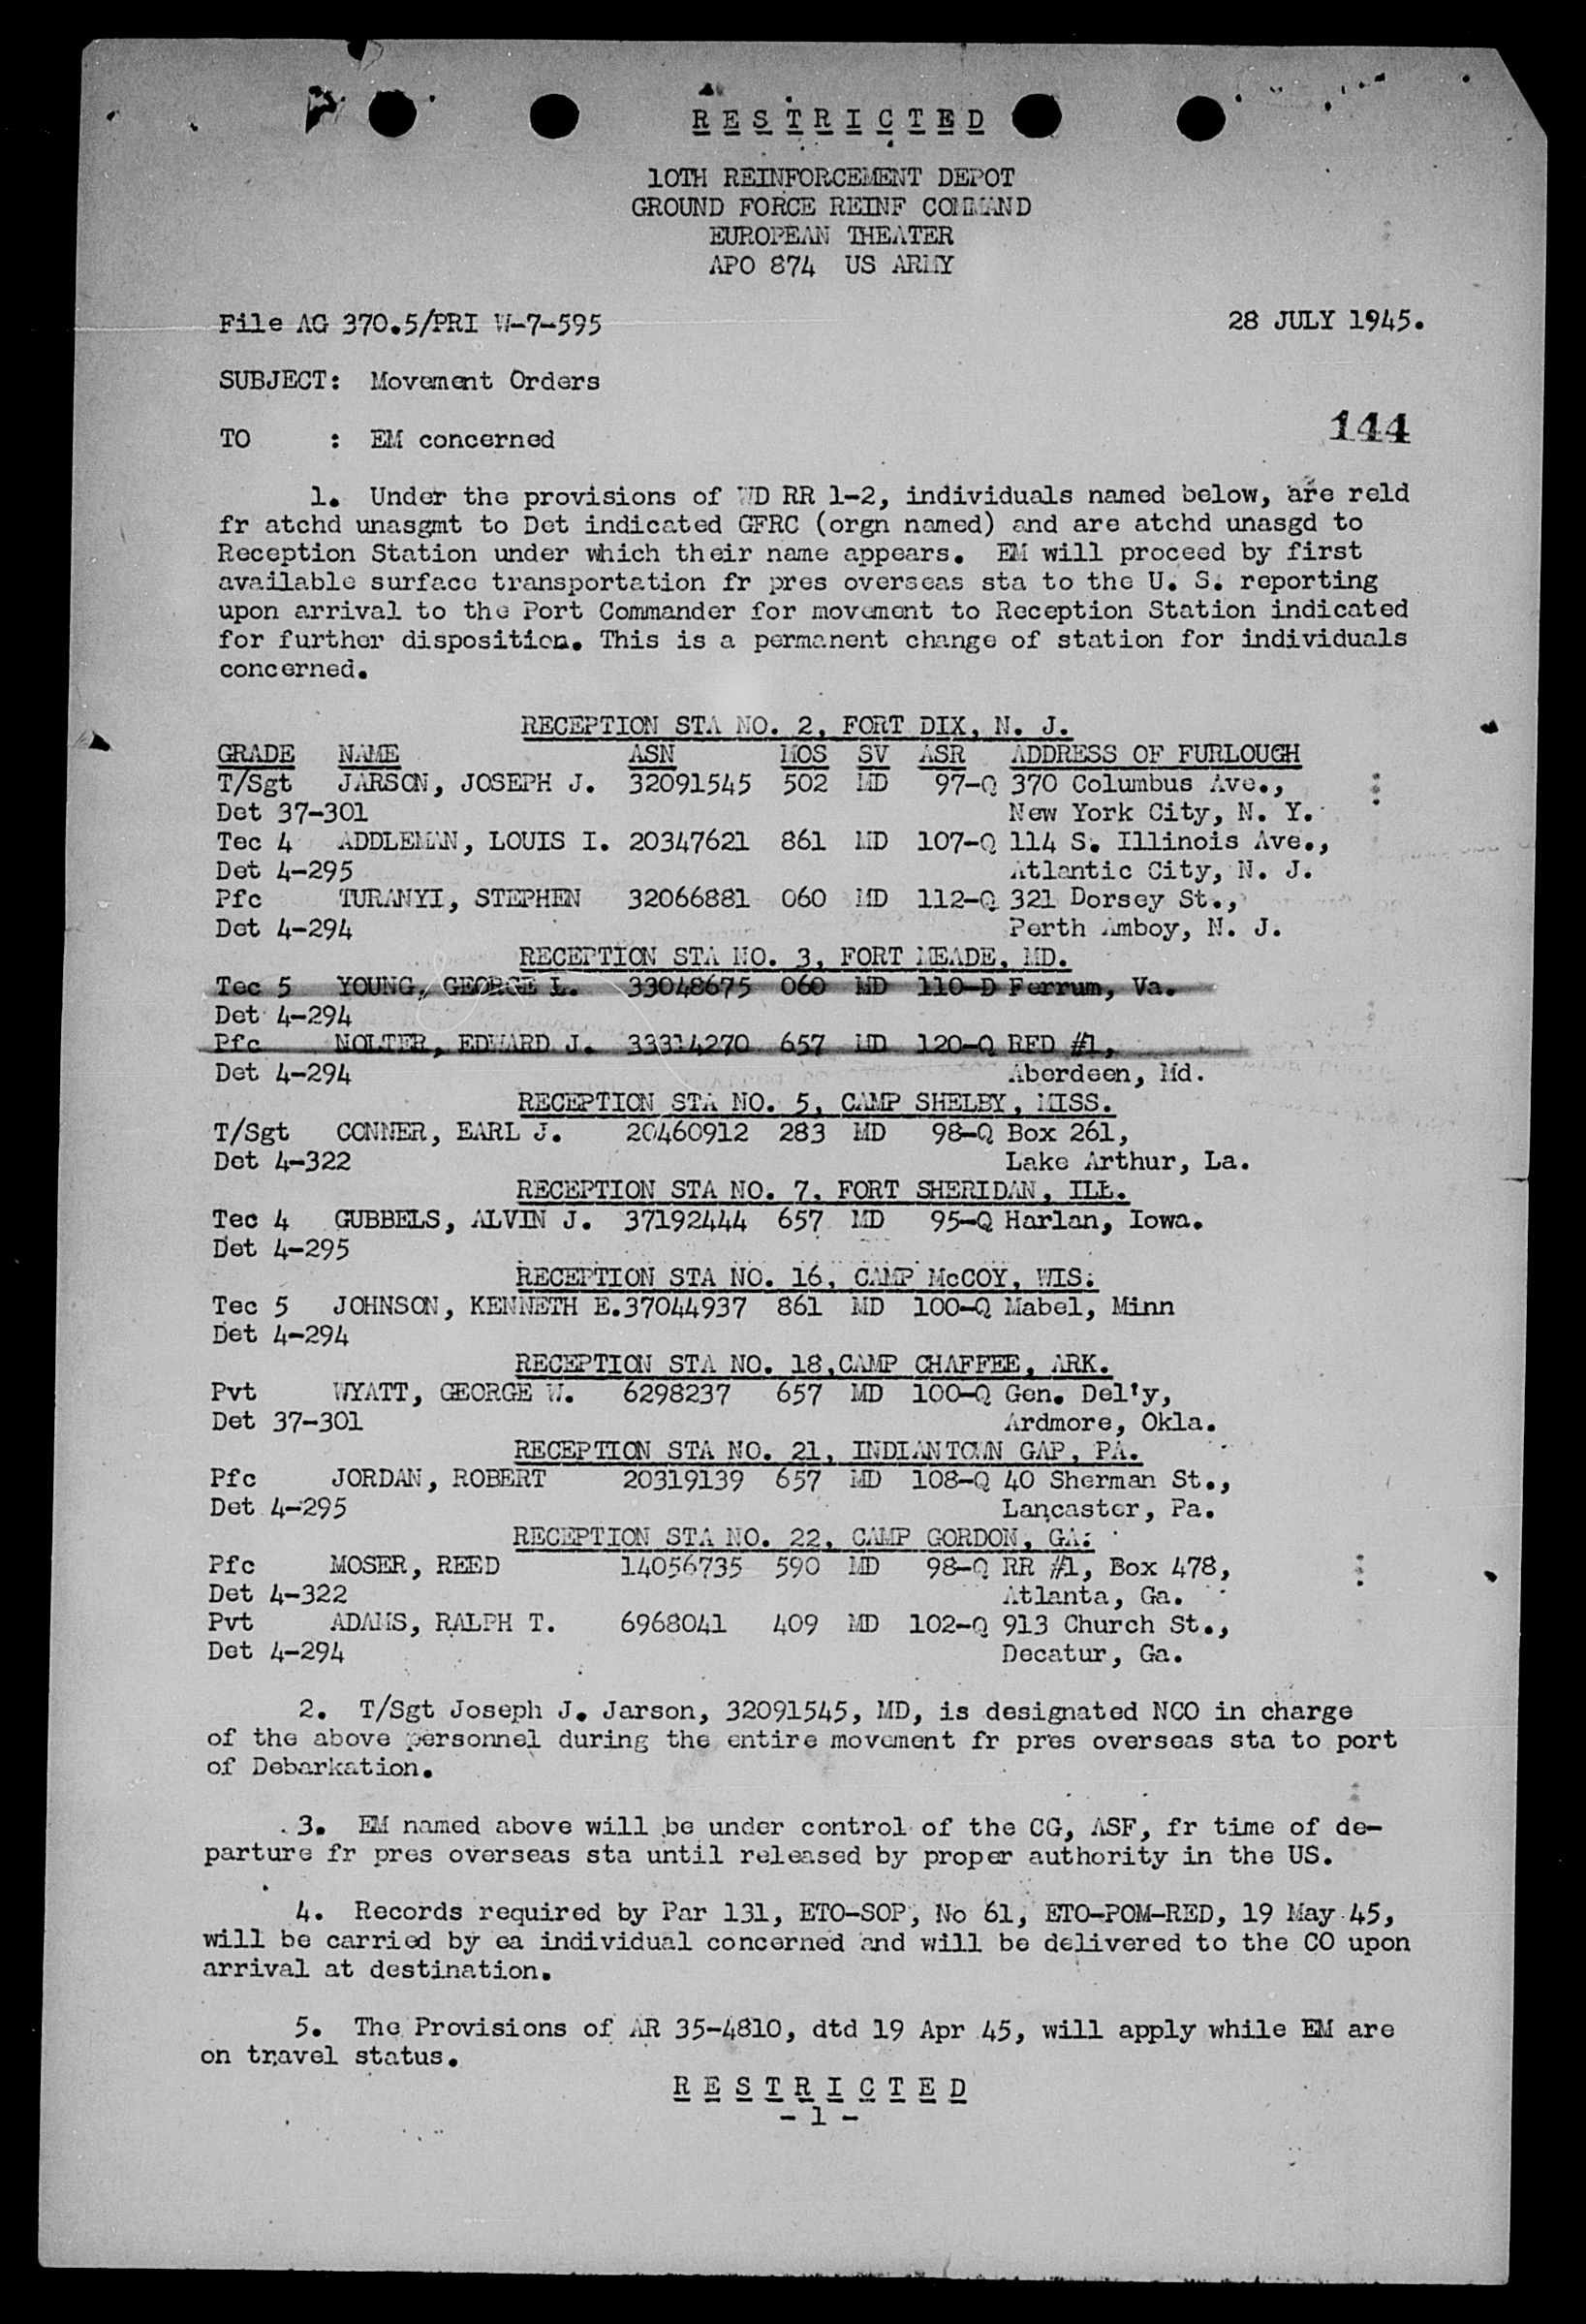 RESTRICTED
10TH REINFORCEMENT DEPOT
GROUND FORCE REINF COMMAND
EUROPEAN THEATER
APO 874 US ARMY
File AG 370.5/PRI W-7-595 28 JULY 1945.
SUBJECT: Movement Orders
144
TO : EM concerned
1. Under the provisions of WD RR 1-2, individuals named below, are reld
fr atchd unasgmt to Det indicated GFRC (orgn named) and are atchd unasgd to
Reception Station under which their name appears. EM will proceed by first
available surface transportation fr pres overseas sta to the U. S. reporting
upon arrival to the Port Commander for movement to Reception Station indicated
for further disposition. This is a permanent change of station for individuals
concerned.
RECEPTION STA NO. 2, FORT DIX, N. J.
GRADE NAME ASN MOS SV ASR ADDRESS OF FURLOUGH
T/Sgt JARSON, JOSEPH J. 32091545 502 MD 97-Q 370 Columbus Ave.,
Det 37-301 New York City, N. Y.
Tec 4 ADDLEMAN, LOUIS I. 20347621 861 MD 107-Q 114 S. Illinois Ave.,
Det 4-295 Atlantic City, N. J.
Pfc TURANYI, STEPHEN 32066881 060 MD 112-Q 321 Dorsey St.,
Det 4-294 Perth Amboy, N. J.
RECEPTION STA NO. 3, FORT MEADE, MD.
Tec 5 YOUNG, GEORGE L. 33048675 060 MD 110-D Ferrum, Va.
Det 4-294
Pfc NOLTER, EDWARD J. 33314270 657 MD 120-Q RFD #1,
Det 4-294 Aberdeen, Md.
RECEPTION STA NO. 5, CAMP SHELBY, MISS.
T/Sgt CONNER, EARL J. 20460912 283 MD 98-Q Box 261,
Det 4-322 Lake Arthur, La.
RECEPTION STA NO. 7, FORT SHERIDAN, ILL.
Tec 4 GUBBELS, ALVIN J. 37192444 657 MD 95-Q Harlan, Iowa.
Det 4-295
RECEPTION STA NO. 16, CAMP McCOY, WIS.
Tec 5 JOHNSON, KENNETH E.37044937 861 MD 100-Q Mabel, Minn
Det 4-294
RECEPTION STA NO. 18,CAMP CHAFFEE, ARK.
Pvt WYATT, GEORGE W. 6298237 657 MD 100-Q Gen. Del'y,
Det 37-301 Ardmore, Okla.
RECEPTION STA NO. 21, INDIANTOWN GAP, PA.
Pfc JORDAN, ROBERT 20319139 657 MD 108-Q 40 Sherman St.,
Det 4-295 Lancaster, Pa.
RECEPTION STA NO. 22, CAMP GORDON, GA.
Pfc MOSER, REED 14056735 590 MD 98-Q RR #1, Box 478,
Det 4-322 Atlanta, Ga.
Pvt ADAMS, RALPH T. 6968041 409 MD 102-Q 913 Church St.,
Det 4-294 Decatur, Ga.
2. T/Sgt Joseph J. Jarson, 32091545, MD, is designated NCO in charge
of the above personnel during the entire movement fr pres overseas sta to port
of Debarkation.
3. EM named above will be under control of the CG, ASF, fr time of de-
parture fr pres overseas sta until released by proper authority in the US.
4. Records required by Par 131, ETO-SOP, No 61, ETO-POM-RED, 19 May 45,
will be carried by ea individual concerned and will be delivered to the CO upon
arrival at destination.
5. The Provisions of AR 35-4810, dtd 19 Apr 45, will apply while EM are
on travel status.
RESTRICTED
- 1 -